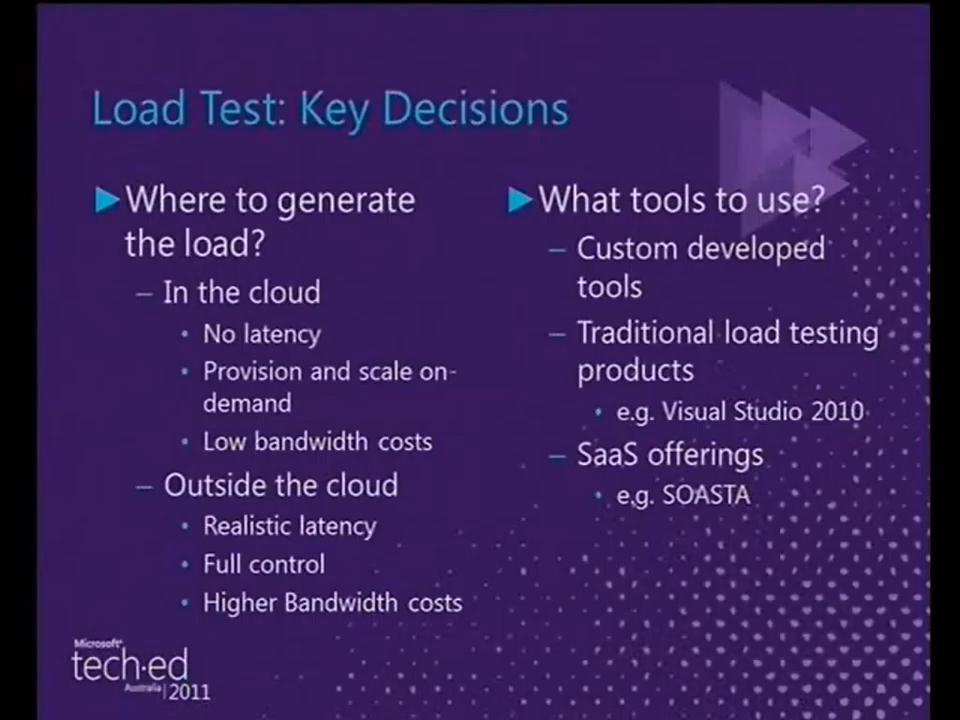 Load Test: Key Decisions
Where to generate
the load?
– In the cloud
• No latency
• Provision and scale on-
demand
• Low bandwidth costs
– Outside the cloud
• Realistic latency
• Full control
• Higher Bandwidth costs
What tools to use?
– Custom developed
tools
– Traditional load testing
products
• e.g. Visual Studio 2010
– SaaS offerings
• e.g. SOASTA
Microsoft®
tech·ed
Australia | 2011